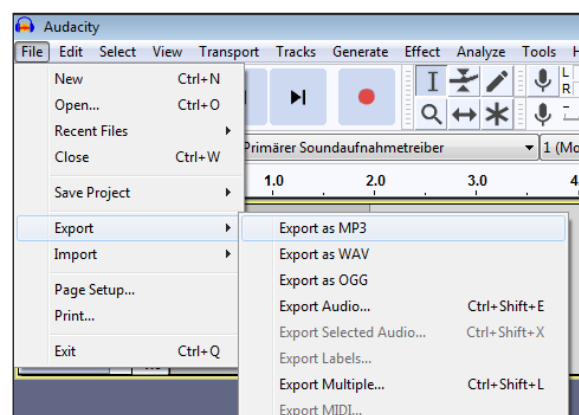 Audacity
File Edit Select View Transport Tracks Generate Effect Analyze Tools H
New Ctrl+N
Open... Ctrl+O
Recent Files
Close Ctrl+W
Save Project
Export
Import
Page Setup...
Print...
Exit Ctrl+Q
L
R
Primärer Soundaufnahmetreiber 1 (Mo
1.0 2.0 3.0 4
Export as MP3
Export as WAV
Export as OGG
Export Audio... Ctrl+Shift+E
Export Selected Audio... Ctrl+Shift+X
Export Labels...
Export Multiple... Ctrl+Shift+L
Export MIDI...